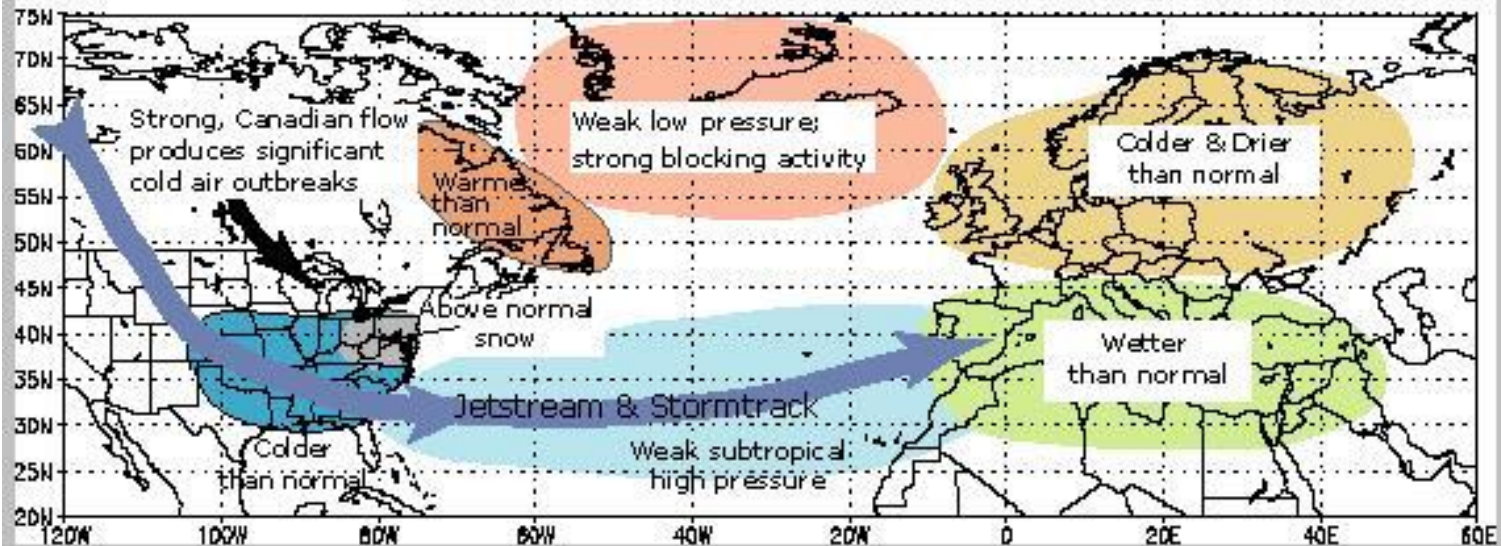 75N
70N
65N
60N
55N
50N
45N
40N
35N
30N
25N
20N
Strong, Canadian flow
produces significant
cold air outbreaks
Warmer
than
normal
Weak low pressure;
strong blocking activity
Colder & Drier
than normal
Above normal
snow
Wetter
than normal
Jetstream & Stormtrack
Colder
than normal
Weak subtropical
high pressure
120W 100W 80W 60W 40W 20W 0 20E 40E 60E